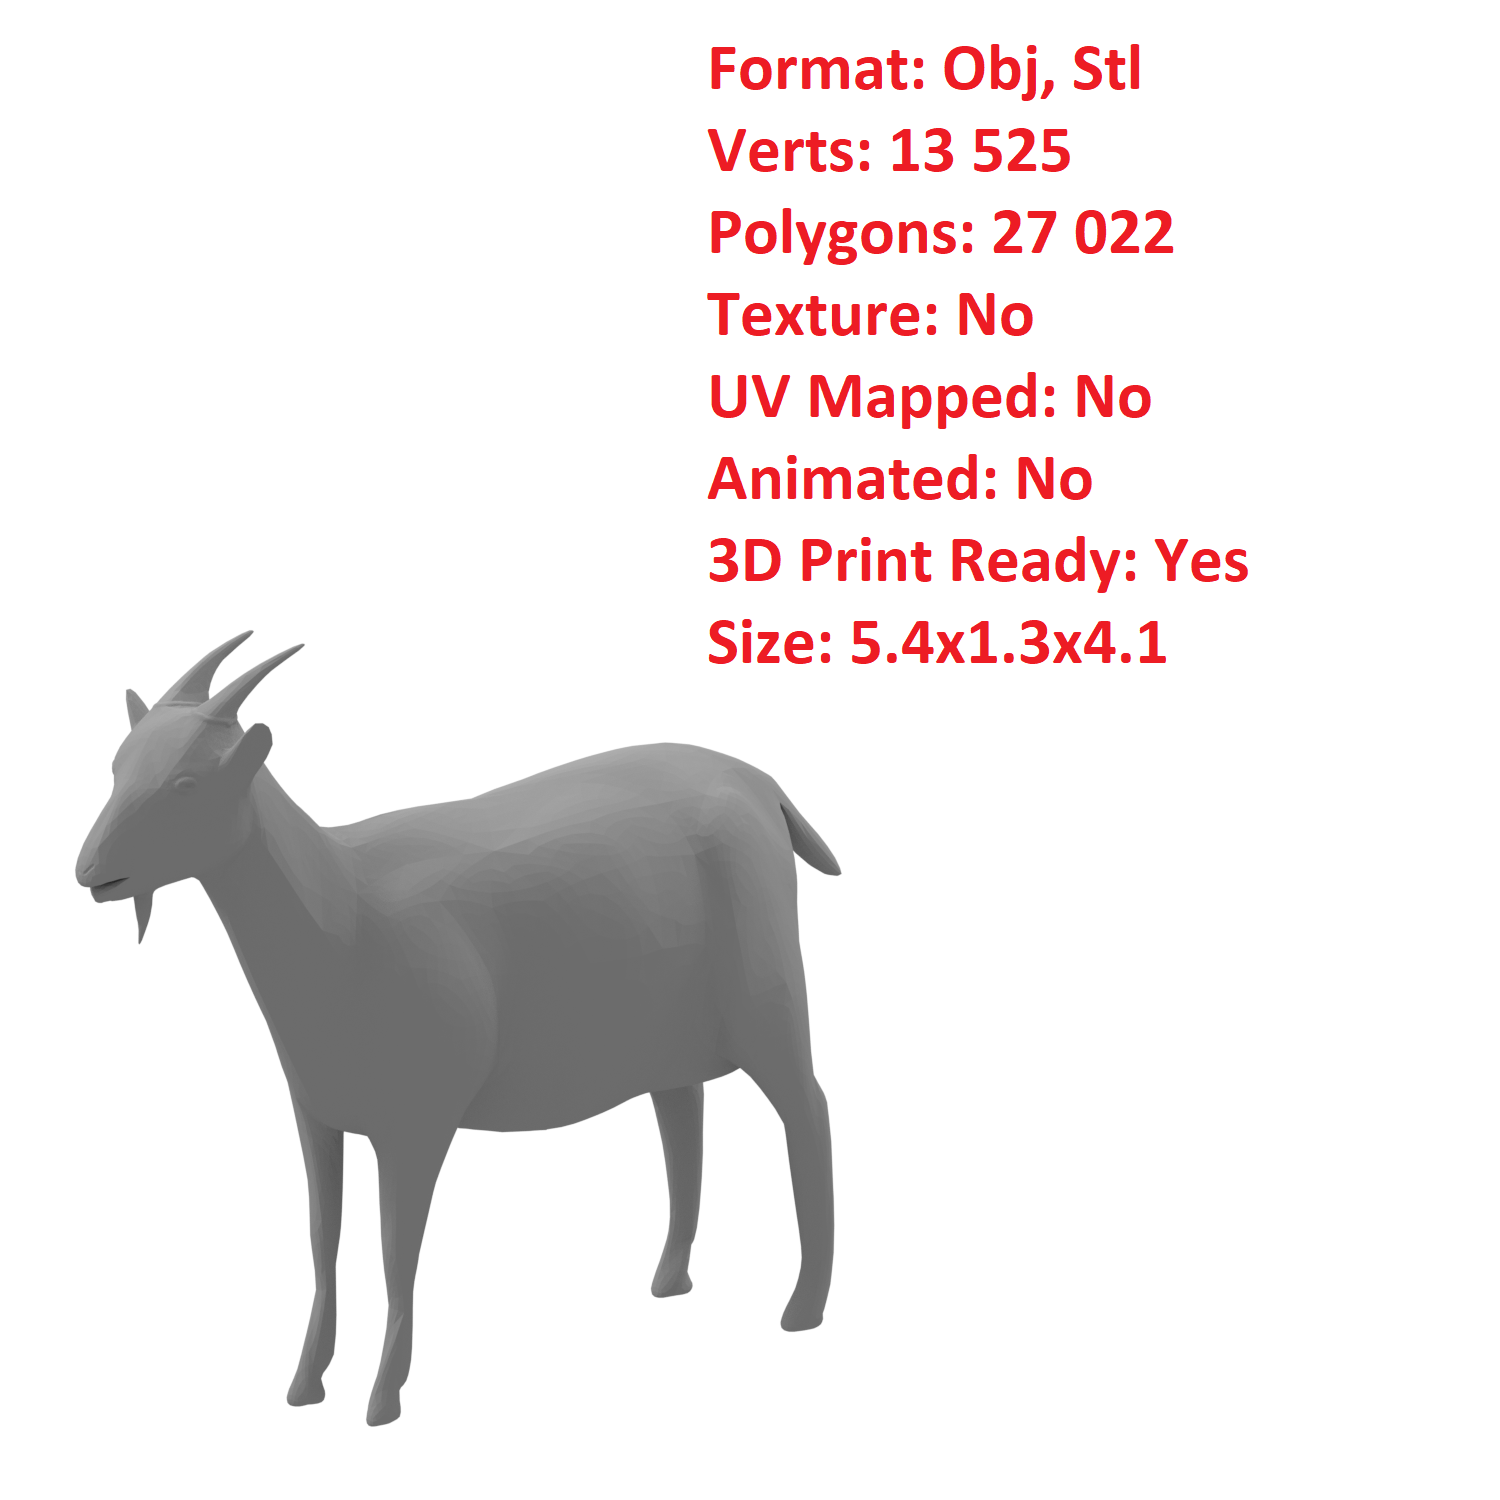 Format: Obj, Stl
Verts: 13 525
Polygons: 27 022
Texture: No
UV Mapped: No
Animated: No
3D Print Ready: Yes
Size: 5.4x1.3x4.1